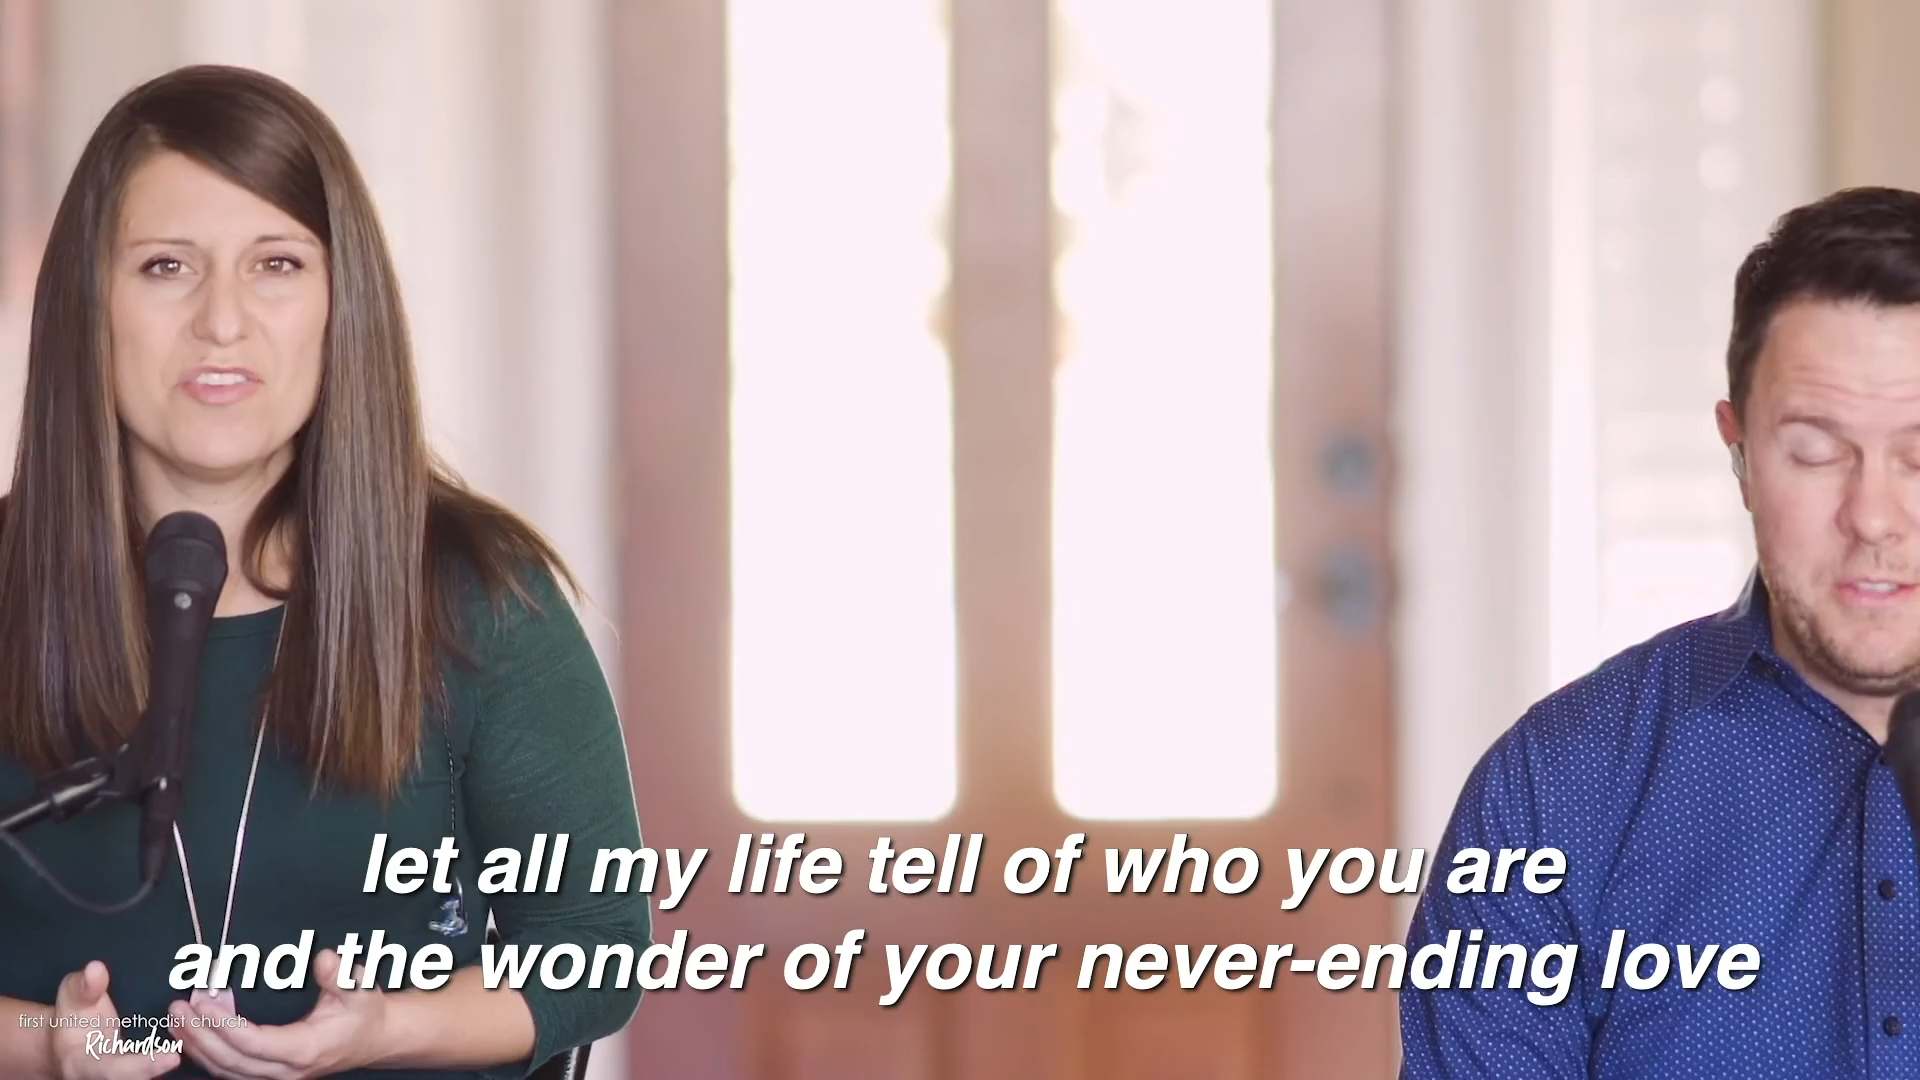 let all my life tell of who you are
and the wonder of your never-ending love
first united methodist church
Richardson